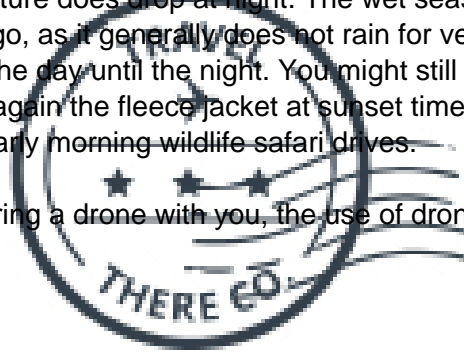 ture does drop at night. The wet seas
go, as it generally does not rain for ve
he day until the night. You might still
again the fleece jacket at sunset time
arly morning wildlife safari drives.
ring a drone with you, the use of dron
TRAVEL
THERE CO.